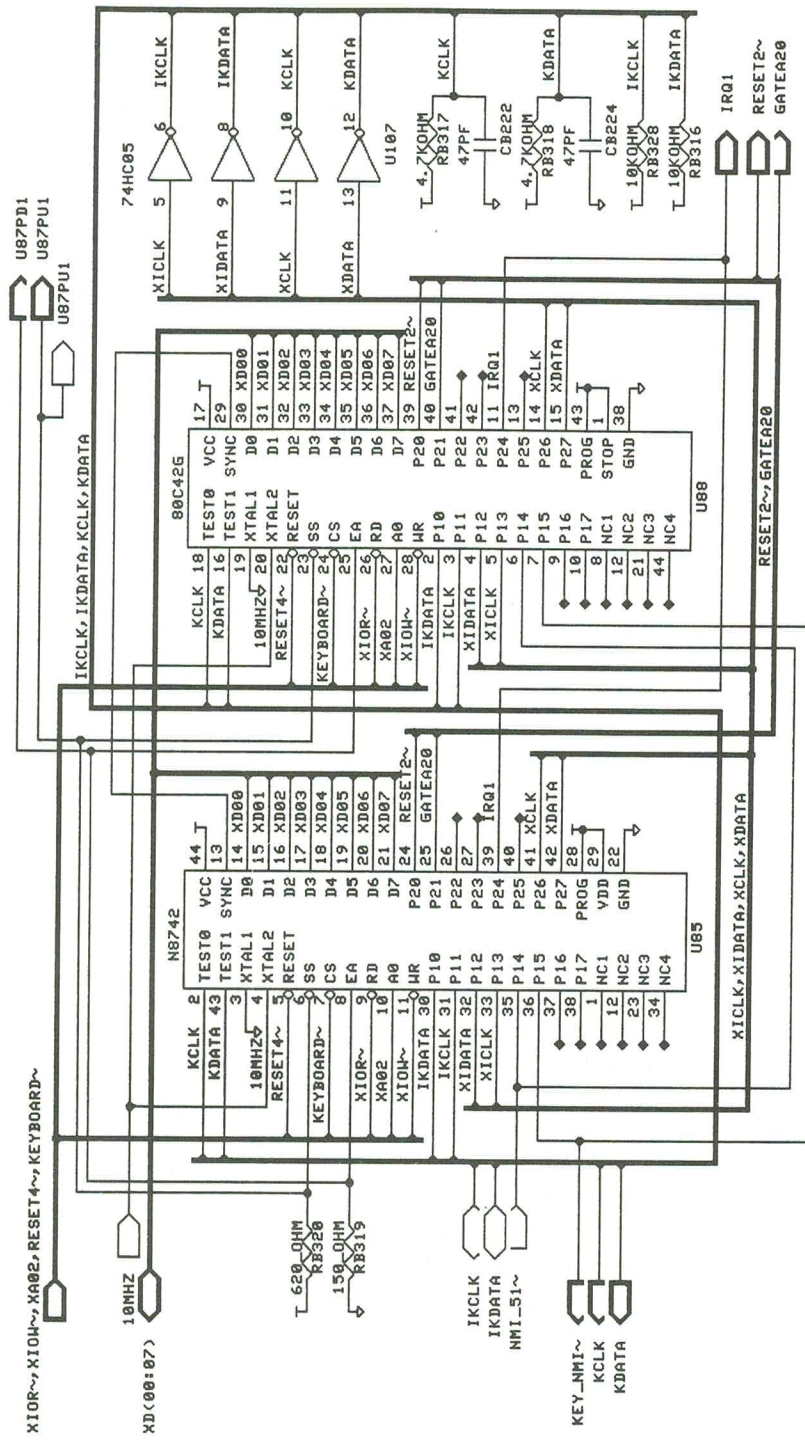 XIOR~,XIOW~,XA02,RESET4~,KEYBOARD~
10MHZ
XD(00:07)
U87PD1
U87PU1
U87PU1
IKCLK,IKDATA,KCLK,KDATA
N8742
KCLK 2 TEST0
KDATA 43 TEST1
3 XTAL1
10MHZ 4 XTAL2
RESET4~ 5 RESET
6 SS
KEYBOARD~ 7 CS
8 EA
XIOR~ 9 RD
XA02 10 A0
XIOW~ 11 WR
IKDATA 30 P10
IKCLK 31 P11
XIDATA 32 P12
XICLK 33 P13
35 P14
36 P15
37 P16
38 P17
1 NC1
12 NC2
23 NC3
34 NC4
VCC 44
SYNC 13
D0 14 XD00
D1 15 XD01
D2 16 XD02
D3 17 XD03
D4 18 XD04
D5 19 XD05
D6 20 XD06
D7 21 XD07
P20 24 RESET2~
P21 25 GATEA20
P22 26
P23 27
P24 39 IRQ1
P25 40
P26 41 XCLK
P27 42 XDATA
PROG 28
VDD 29
GND 22
U85
620_OHM
RB320
150_OHM
RB319
IKCLK
IKDATA
NMI_51~
KEY_NMI~
KCLK
KDATA
80C42G
KCLK 18 TEST0
KDATA 16 TEST1
19 XTAL1
10MHZ 20 XTAL2
RESET4~ 22 RESET
23 SS
KEYBOARD~ 24 CS
25 EA
XIOR~ 26 RD
XA02 27 A0
XIOW~ 28 WR
IKDATA 2 P10
IKCLK 3 P11
XIDATA 4 P12
XICLK 5 P13
6 P14
7 P15
9 P16
10 P17
8 NC1
12 NC2
21 NC3
44 NC4
VCC 17
SYNC 29
D0 30 XD00
D1 31 XD01
D2 32 XD02
D3 33 XD03
D4 34 XD04
D5 35 XD05
D6 36 XD06
D7 37 XD07
P20 39 RESET2~
P21 40 GATEA20
P22 41
P23 42
P24 11 IRQ1
P25 13
P26 14 XCLK
P27 15 XDATA
PROG 43
STOP 1
GND 38
U88
XICLK,XIDATA,XCLK,XDATA
RESET2~,GATEA20
74HC05
XICLK 5 6 IKCLK
XIDATA 9 8 IKDATA
XCLK 11 10 KCLK
XDATA 13 12 KDATA
U107
4.7KOHM KCLK
RB317
47PF
CB222
4.7KOHM KDATA
RB318
47PF
CB224
10KOHM IKCLK
RB328
10KOHM IKDATA
RB316
IRQ1
RESET2~
GATEA20